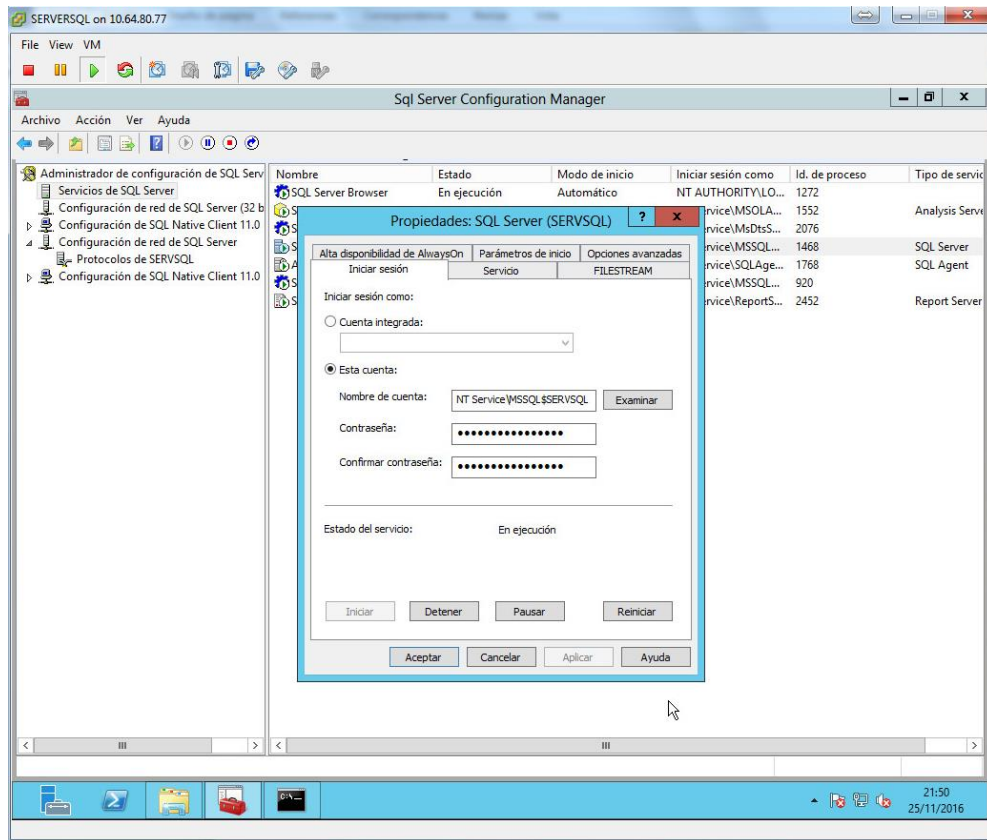 SERVERSQL on 10.64.80.77
File View VM
Sql Server Configuration Manager
Archivo Acción Ver Ayuda
Administrador de configuración de SQL Serv
Servicios de SQL Server
Configuración de red de SQL Server (32 b
Configuración de SQL Native Client 11.0
Configuración de red de SQL Server
Protocolos de SERVSQL
Configuración de SQL Native Client 11.0
Nombre Estado Modo de inicio Iniciar sesión como Id. de proceso Tipo de servic
SQL Server Browser En ejecución Automático NT AUTHORITY\LO... 1272
S rvice\MSOLA... 1552 Analysis Serve
S rvice\MsDtsS... 2076
S rvice\MSSQL... 1468 SQL Server
A rvice\SQLAge... 1768 SQL Agent
S rvice\MSSQL... 920
S rvice\ReportS... 2452 Report Server
Propiedades: SQL Server (SERVSQL) ? x
Alta disponibilidad de AlwaysOn Parámetros de inicio Opciones avanzadas
Iniciar sesión Servicio FILESTREAM
Iniciar sesión como:
Cuenta integrada:
Esta cuenta:
Nombre de cuenta: NT Service\MSSQL$SERVSQL Examinar
Contraseña: ●●●●●●●●●●●●●●●●
Confirmar contraseña: ●●●●●●●●●●●●●●●●
Estado del servicio: En ejecución
Iniciar Detener Pausar Reiniciar
Aceptar Cancelar Aplicar Ayuda
21:50
25/11/2016